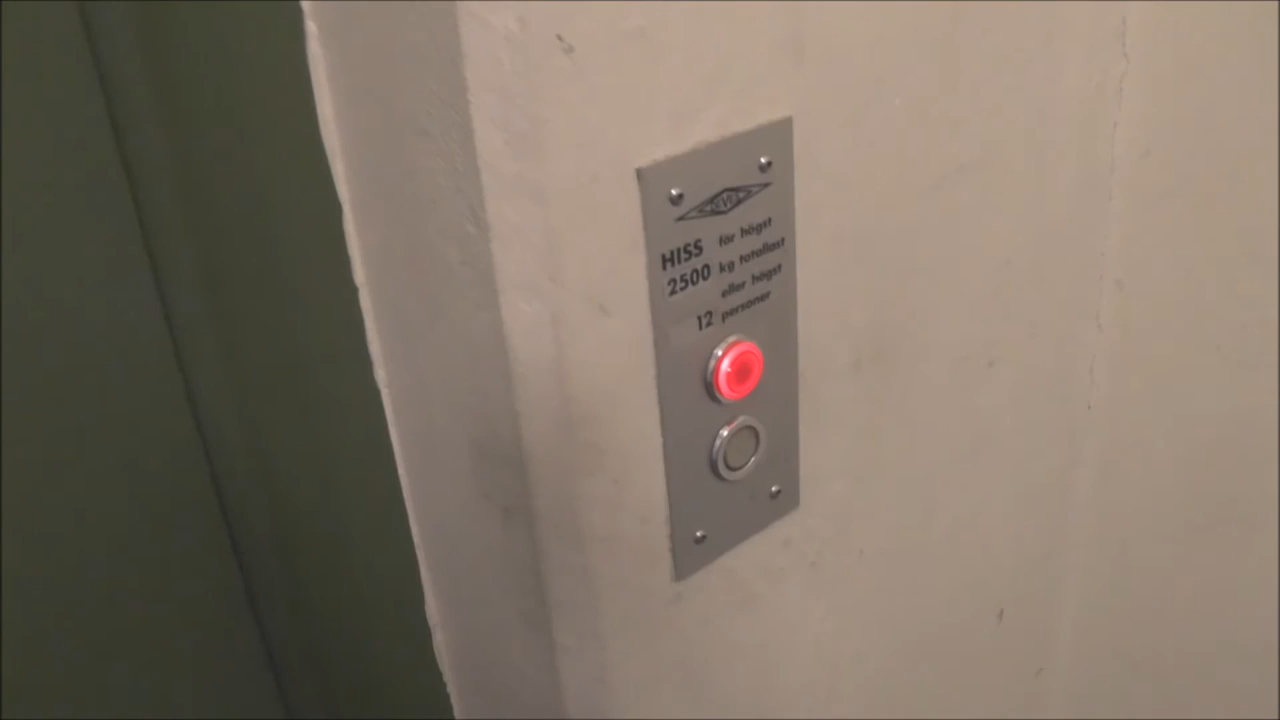 HISS för högst
2500 kg totallast
eller högst
12 personer